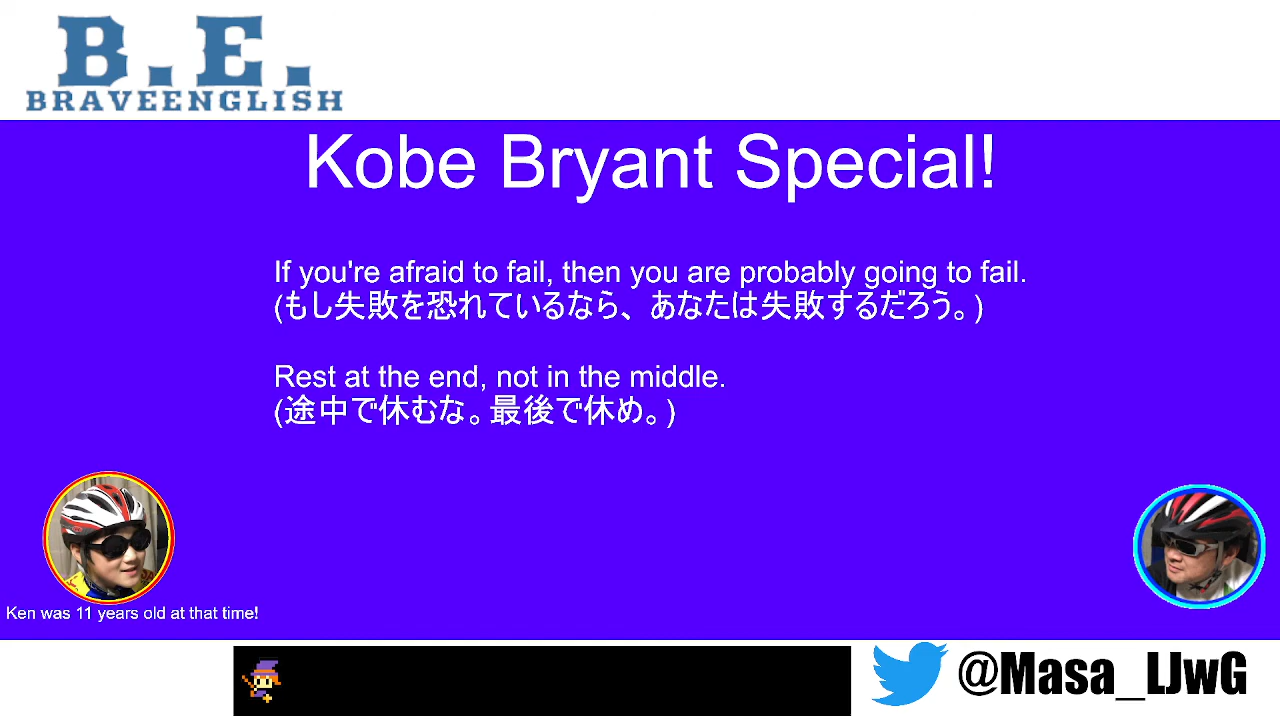 B.E.
BRAVEENGLISH
Kobe Bryant Special!
If you're afraid to fail, then you are probably going to fail.
(もし失敗を恐れているなら、あなたは失敗するだろう。)
Rest at the end, not in the middle.
(途中で休むな。最後で休め。)
Ken was 11 years old at that time!
@Masa_LJwG